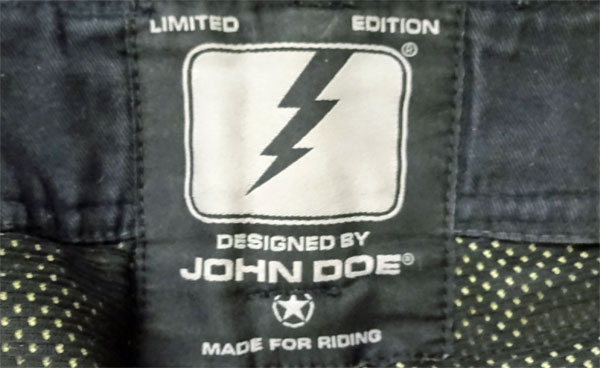 LIMITED EDITION
®
DESIGNED BY
JOHN DOE®
MADE FOR RIDING